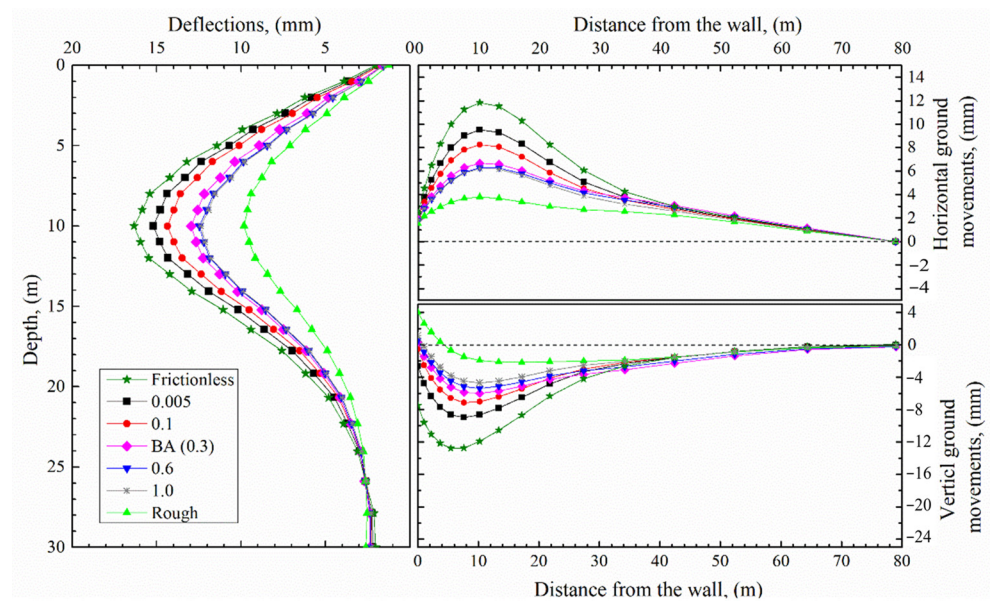 Deflections, (mm)
20 15 10 5 0
Distance from the wall, (m)
0 10 20 30 40 50 60 70 80
Depth, (m)
0
5
10
15
20
25
30
Frictionless
0.005
0.1
BA (0.3)
0.6
1.0
Rough
14
12
10
8
6
4
2
0
−2
−4
Horizontal ground
movements, (mm)
4
0
−4
−8
−12
−16
−20
−24
Verticl ground
movements, (mm)
0 10 20 30 40 50 60 70 80
Distance from the wall, (m)